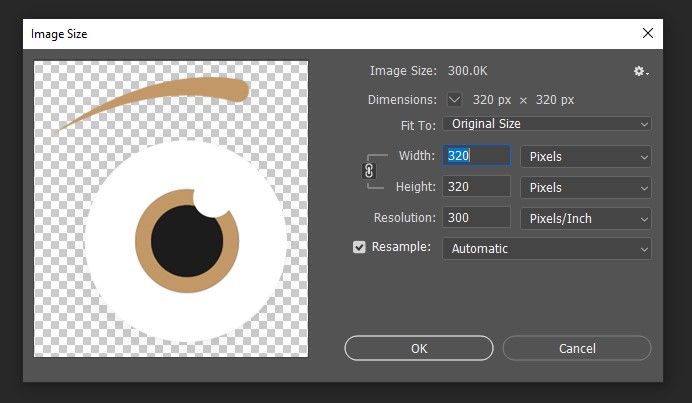 Image Size
Image Size: 300.0K
Dimensions: 320 px × 320 px
Fit To: Original Size
Width: 320 Pixels
Height: 320 Pixels
Resolution: 300 Pixels/Inch
Resample: Automatic
OK Cancel